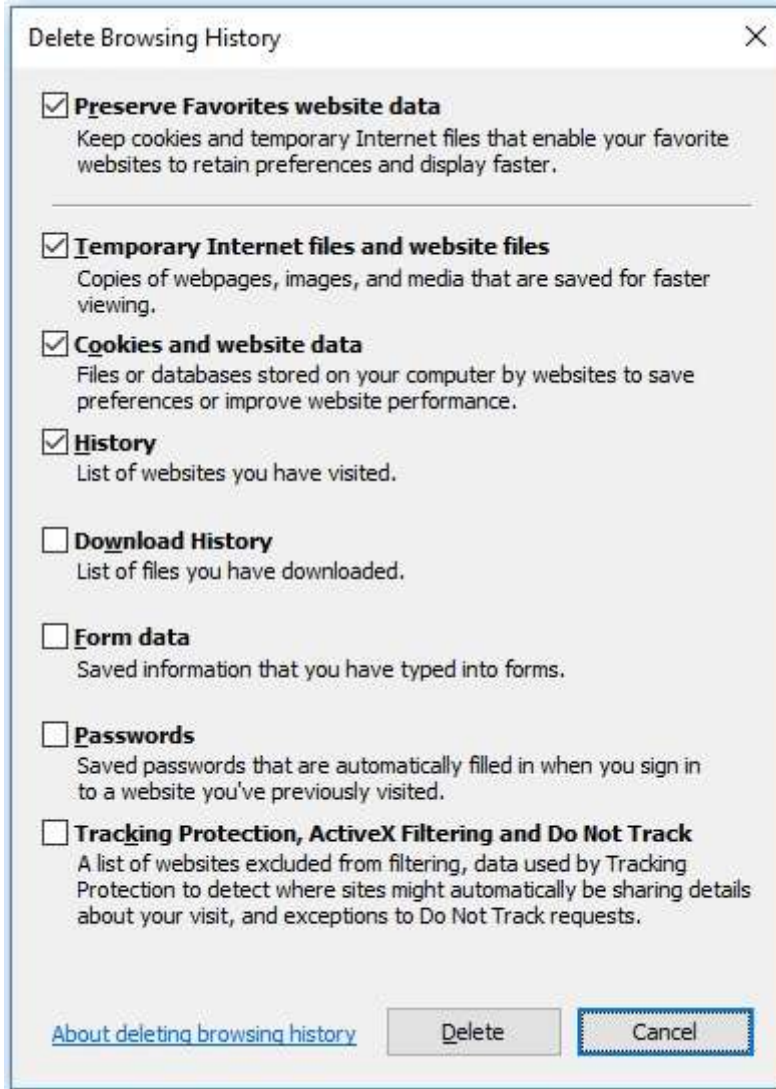 Delete Browsing History
Preserve Favorites website data
Keep cookies and temporary Internet files that enable your favorite
websites to retain preferences and display faster.
Temporary Internet files and website files
Copies of webpages, images, and media that are saved for faster
viewing.
Cookies and website data
Files or databases stored on your computer by websites to save
preferences or improve website performance.
History
List of websites you have visited.
Download History
List of files you have downloaded.
Form data
Saved information that you have typed into forms.
Passwords
Saved passwords that are automatically filled in when you sign in
to a website you've previously visited.
Tracking Protection, ActiveX Filtering and Do Not Track
A list of websites excluded from filtering, data used by Tracking
Protection to detect where sites might automatically be sharing details
about your visit, and exceptions to Do Not Track requests.
About deleting browsing history Delete Cancel